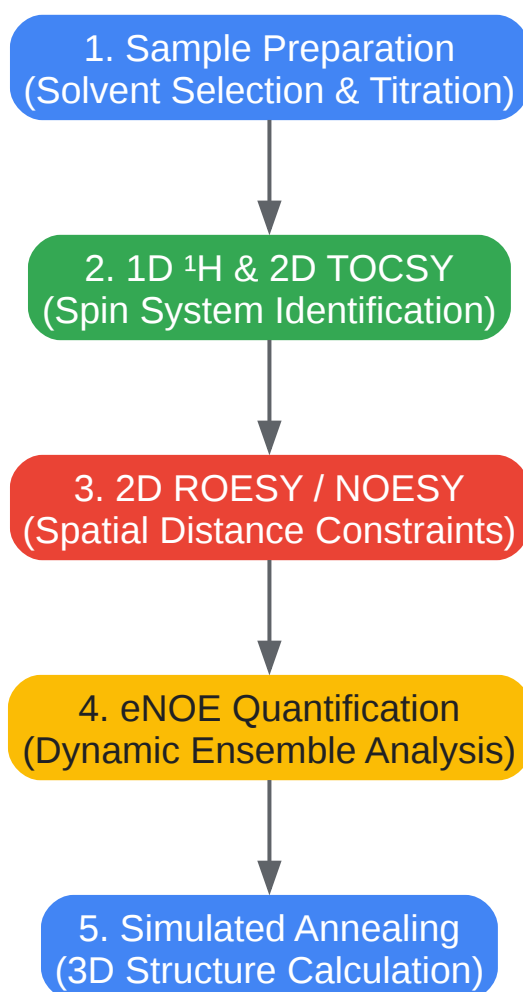 1. Sample Preparation
(Solvent Selection & Titration)
2. 1D ¹H & 2D TOCSY
(Spin System Identification)
3. 2D ROESY / NOESY
(Spatial Distance Constraints)
4. eNOE Quantification
(Dynamic Ensemble Analysis)
5. Simulated Annealing
(3D Structure Calculation)